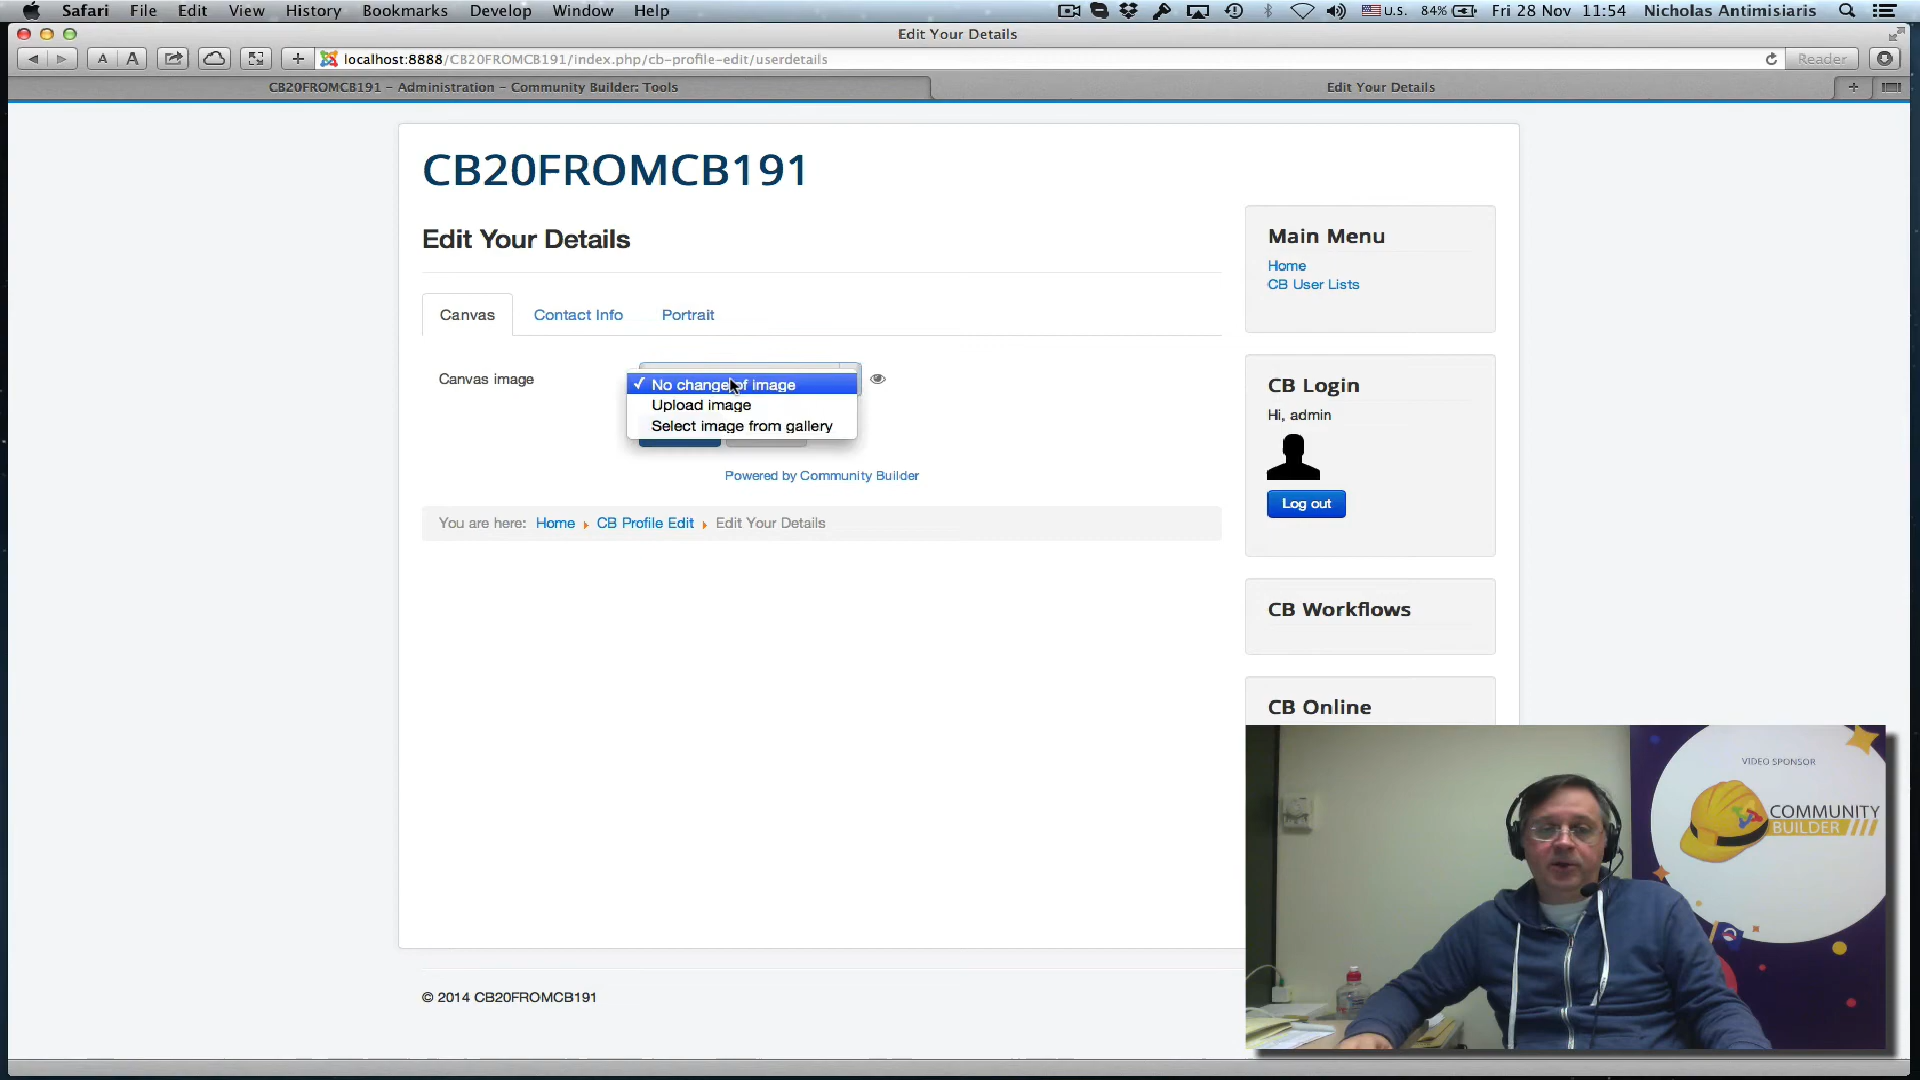 Safari File Edit View History Bookmarks Develop Window Help U.S. 84% Fri 28 Nov 11:54 Nicholas Antimisiaris
Edit Your Details
A A localhost:8888/CB20FROMCB191/index.php/cb-profile-edit/userdetails Reader
CB20FROMCB191 – Administration – Community Builder: Tools
Edit Your Details
CB20FROMCB191
Edit Your Details
Canvas Contact Info Portrait
Canvas image
✓ No change of image
Upload image
Select image from gallery
Powered by Community Builder
You are here: Home CB Profile Edit Edit Your Details
Main Menu
Home
CB User Lists
CB Login
Hi, admin
Log out
CB Workflows
CB Online
VIDEO SPONSOR
COMMUNITY
BUILDER
© 2014 CB20FROMCB191